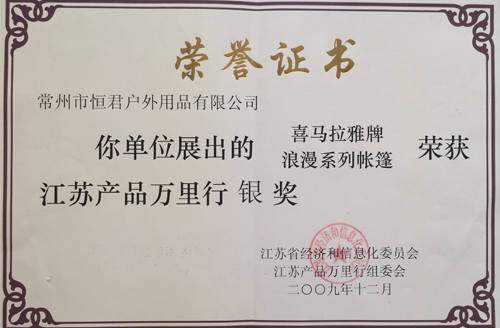 荣誉证书
常州市恒君户外用品有限公司
你单位展出的 喜马拉雅牌 浪漫系列帐篷 荣获
江苏产品万里行 银 奖
江苏省经济和信息化委员会
江苏产品万里行组委会
二〇〇九年十二月